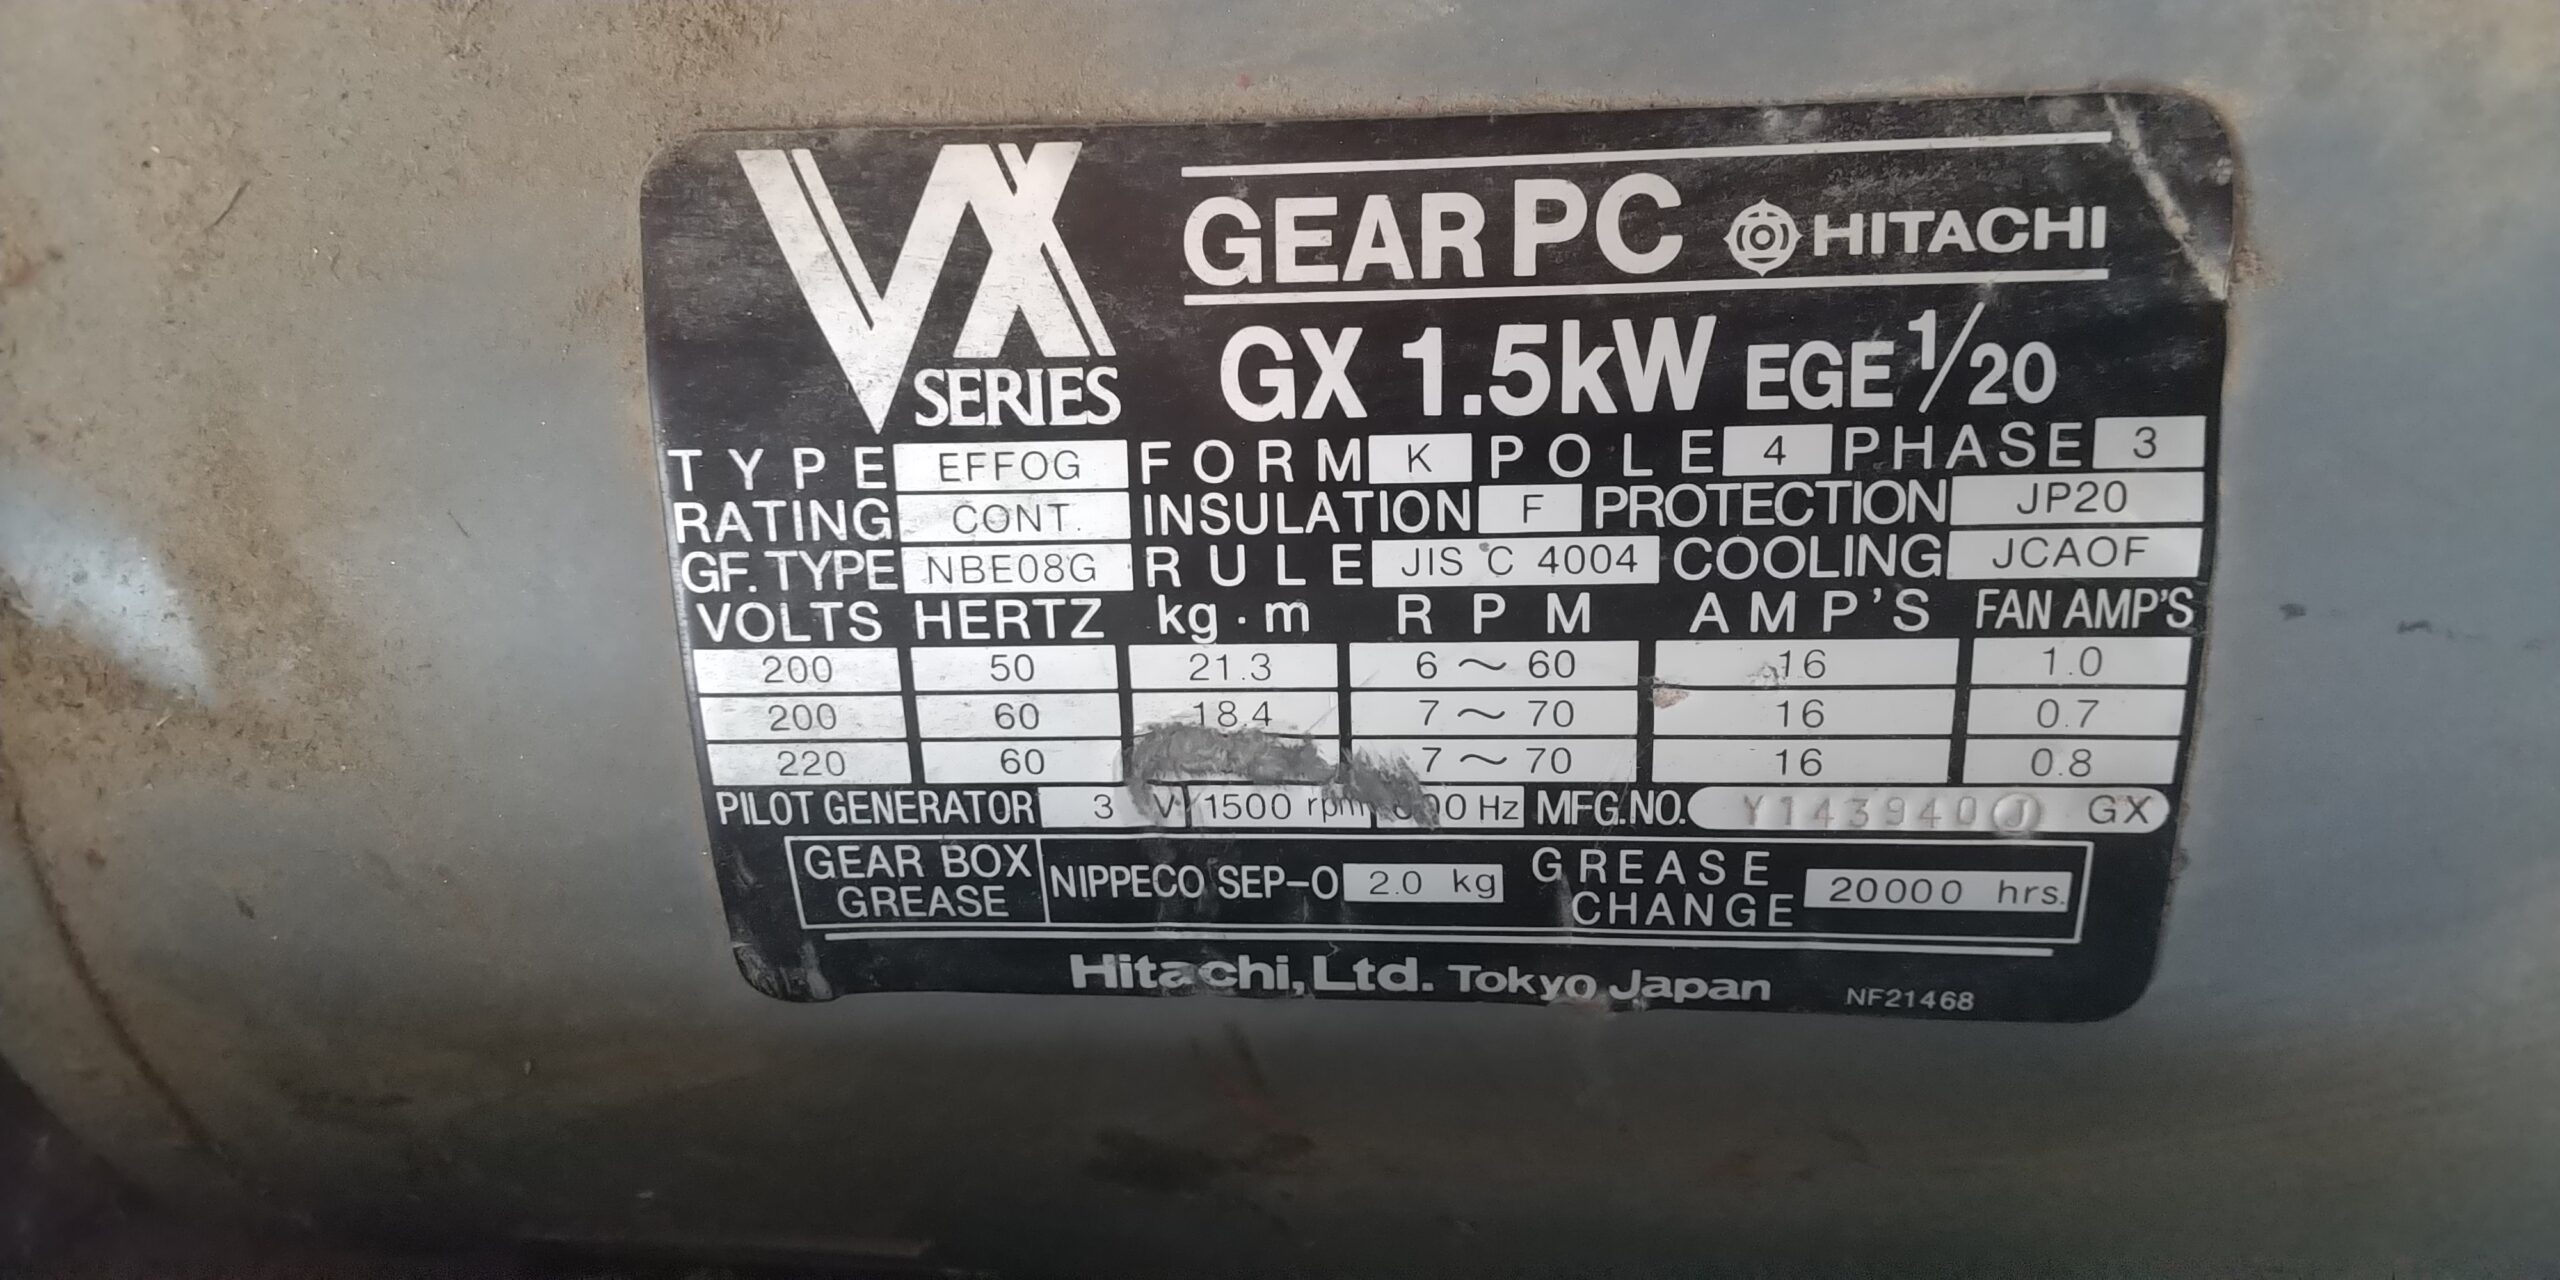 VX SERIES GEAR PC HITACHI
GX 1.5kW EGE 1/20
TYPE EFFOG FORM K POLE 4 PHASE 3
RATING CONT. INSULATION F PROTECTION JP20
GF. TYPE NBE08G RULE JIS C 4004 COOLING JCAOF
VOLTS HERTZ kg·m RPM AMP'S FAN AMP'S
200 50 21.3 6～60 16 1.0
200 60 18.4 7～70 16 0.7
220 60 7～70 16 0.8
PILOT GENERATOR 3 V 1500 rpm Hz MFG.NO. Y143940 J GX
GEAR BOX GREASE NIPPECO SEP-0 2.0 kg GREASE CHANGE 20000 hrs.
Hitachi, Ltd. Tokyo Japan NF21468